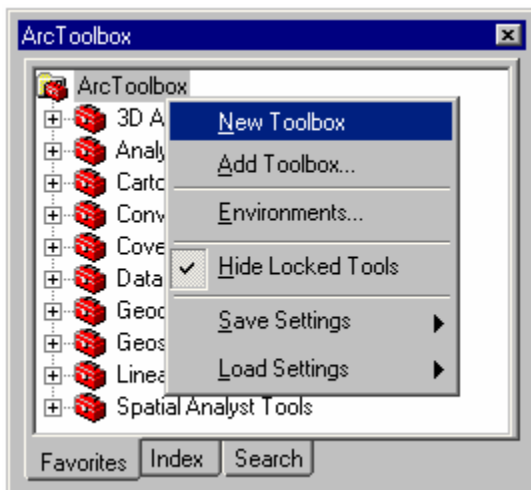 ArcToolbox
ArcToolbox
3D A
Analy
Carto
Conv
Cove
Data
Geoc
Geos
Linea
Spatial Analyst Tools
New Toolbox
Add Toolbox...
Environments...
Hide Locked Tools
Save Settings
Load Settings
Favorites Index Search